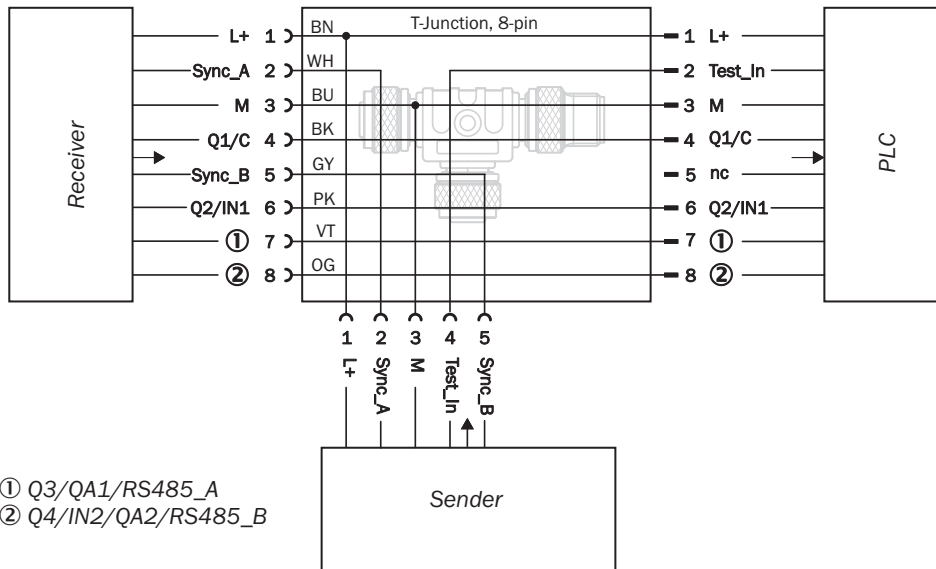 T-Junction, 8-pin
Receiver
L+ 1 BN 1 L+
Sync_A 2 WH 2 Test_In
M 3 BU 3 M
Q1/C 4 BK 4 Q1/C
Sync_B 5 GY 5 nc
Q2/IN1 6 PK 6 Q2/IN1
① 7 VT 7 ①
② 8 OG 8 ②
PLC
1 2 3 4 5
L+ Sync_A M Test_In Sync_B
Sender
① Q3/QA1/RS485_A
② Q4/IN2/QA2/RS485_B